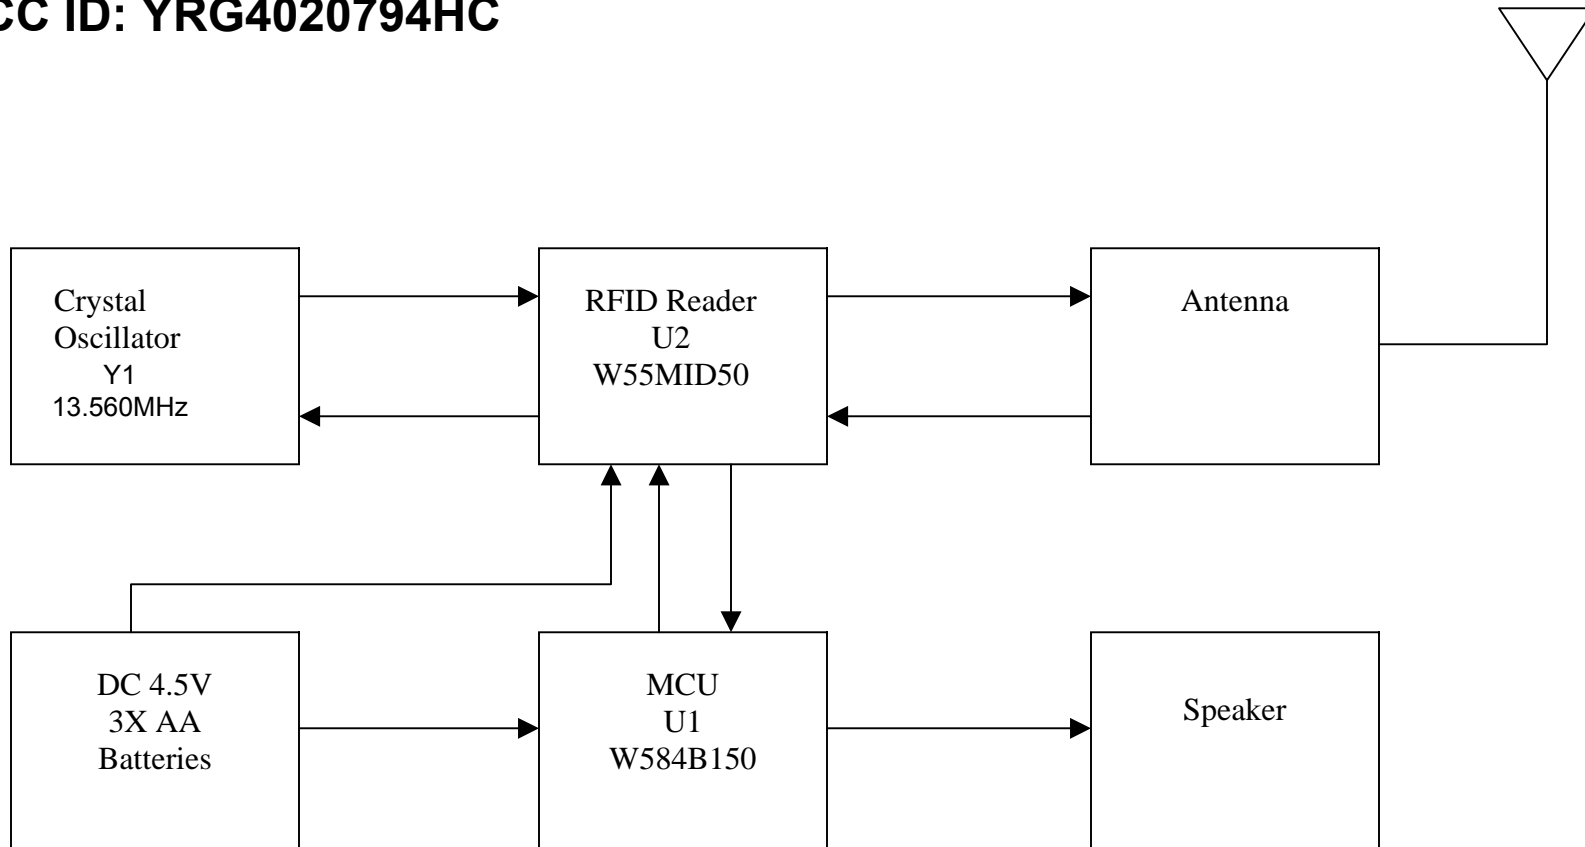 CC ID: YRG4020794HC
Crystal
Oscillator
Y1
13.560MHz
RFID Reader
U2
W55MID50
Antenna
DC 4.5V
3X AA
Batteries
MCU
U1
W584B150
Speaker